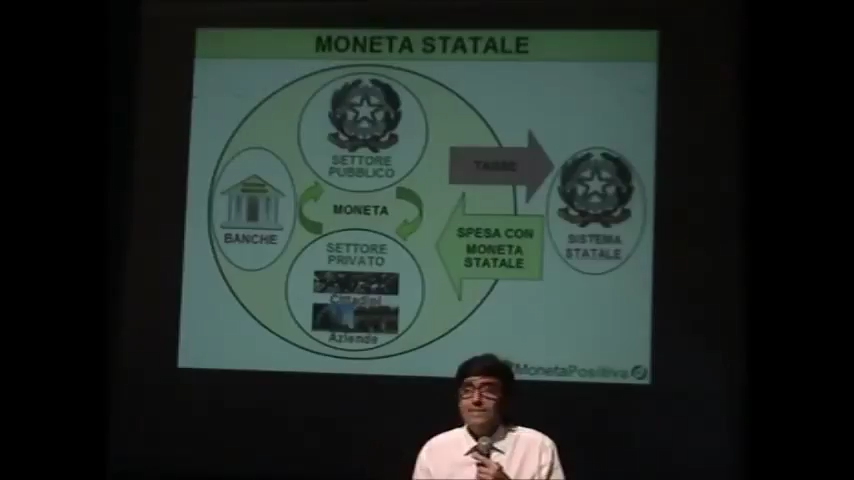 MONETA STATALE
SETTORE
PUBBLICO
TASSE
MONETA
BANCHE
SPESA CON
MONETA
STATALE
SISTEMA
STATALE
SETTORE
PRIVATO
Cittadini
Aziende
MonetaPositiva